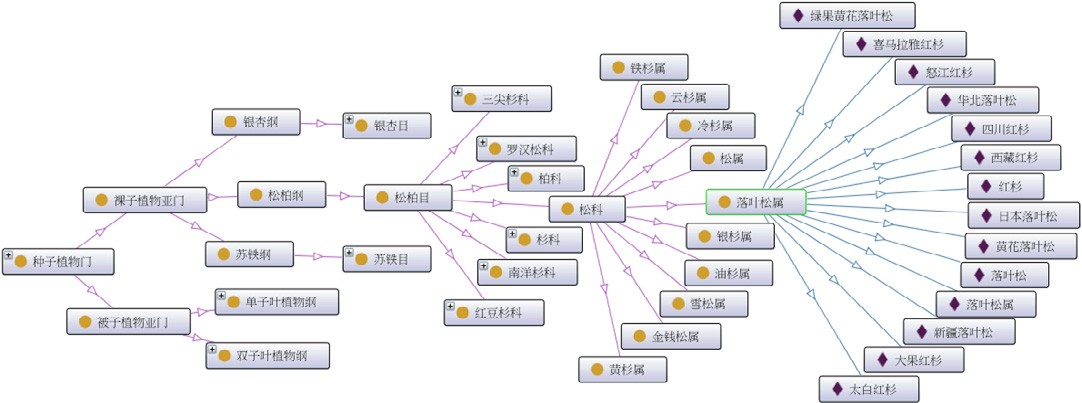 种子植物门
裸子植物亚门
被子植物亚门
银杏纲
松柏纲
苏铁纲
单子叶植物纲
双子叶植物纲
银杏目
松柏目
苏铁目
三尖杉科
罗汉松科
柏科
松科
杉科
南洋杉科
红豆杉科
铁杉属
云杉属
冷杉属
松属
落叶松属
银杉属
油杉属
雪松属
金钱松属
黄杉属
绿果黄花落叶松
喜马拉雅红杉
怒江红杉
华北落叶松
四川红杉
西藏红杉
红杉
日本落叶松
黄花落叶松
落叶松
落叶松属
新疆落叶松
大果红杉
太白红杉